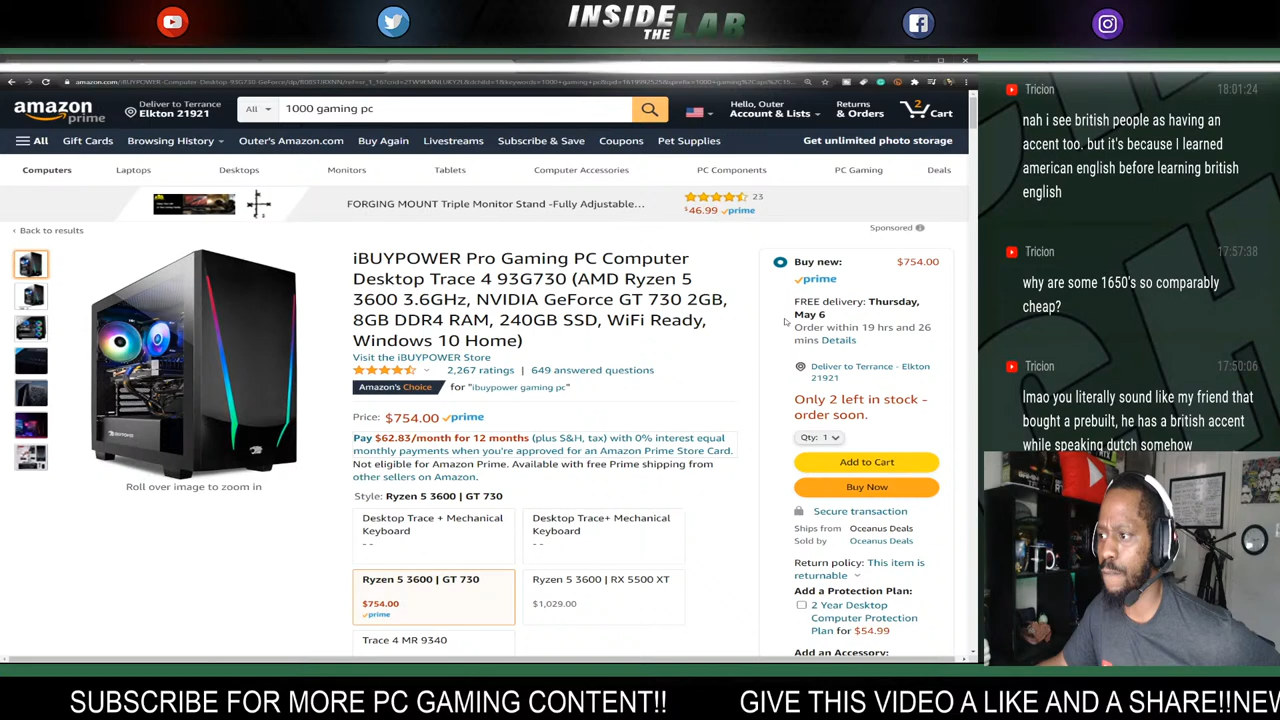 INSIDE
THE LAB
amazon
prime
Deliver to Terrance
Elkton 21921
All
1000 gaming pc
Hello, Outer
Account & Lists
Returns
& Orders
2
Cart
All
Gift Cards
Browsing History
Outer's Amazon.com
Buy Again
Livestreams
Subscribe & Save
Coupons
Pet Supplies
Get unlimited photo storage
Computers
Laptops
Desktops
Monitors
Tablets
Computer Accessories
PC Components
PC Gaming
Deals
FORGING MOUNT Triple Monitor Stand -Fully Adjustable…
23
$46.99 prime
Sponsored
‹ Back to results
iBUYPOWER Pro Gaming PC Computer
Desktop Trace 4 93G730 (AMD Ryzen 5
3600 3.6GHz, NVIDIA GeForce GT 730 2GB,
8GB DDR4 RAM, 240GB SSD, WiFi Ready,
Windows 10 Home)
Visit the iBUYPOWER Store
2,267 ratings | 649 answered questions
Amazon's Choice for "ibuypower gaming pc"
Price: $754.00 prime
Pay $62.83/month for 12 months (plus S&H, tax) with 0% interest equal
monthly payments when you're approved for an Amazon Prime Store Card.
Not eligible for Amazon Prime. Available with free Prime shipping from
other sellers on Amazon.
Style: Ryzen 5 3600 | GT 730
Desktop Trace + Mechanical
Keyboard
- -
Desktop Trace+ Mechanical
Keyboard
- -
Ryzen 5 3600 | GT 730
$754.00
prime
Ryzen 5 3600 | RX 5500 XT
$1,029.00
Trace 4 MR 9340
Roll over image to zoom in
Buy new:
$754.00
prime
FREE delivery: Thursday,
May 6
Order within 19 hrs and 26
mins Details
Deliver to Terrance - Elkton
21921
Only 2 left in stock -
order soon.
Qty: 1
Add to Cart
Buy Now
Secure transaction
Ships from Oceanus Deals
Sold by Oceanus Deals
Return policy: This item is
returnable
Add a Protection Plan:
2 Year Desktop
Computer Protection
Plan for $54.99
Add an Accessory:
Tricion
18:01:24
nah i see british people as having an
accent too. but it's because I learned
american english before learning british
english
Tricion
17:57:38
why are some 1650's so comparably
cheap?
Tricion
17:50:06
lmao you literally sound like my friend that
bought a prebuilt, he has a british accent
while speaking dutch somehow
SUBSCRIBE FOR MORE PC GAMING CONTENT!!
GIVE THIS VIDEO A LIKE AND A SHARE!!NEW